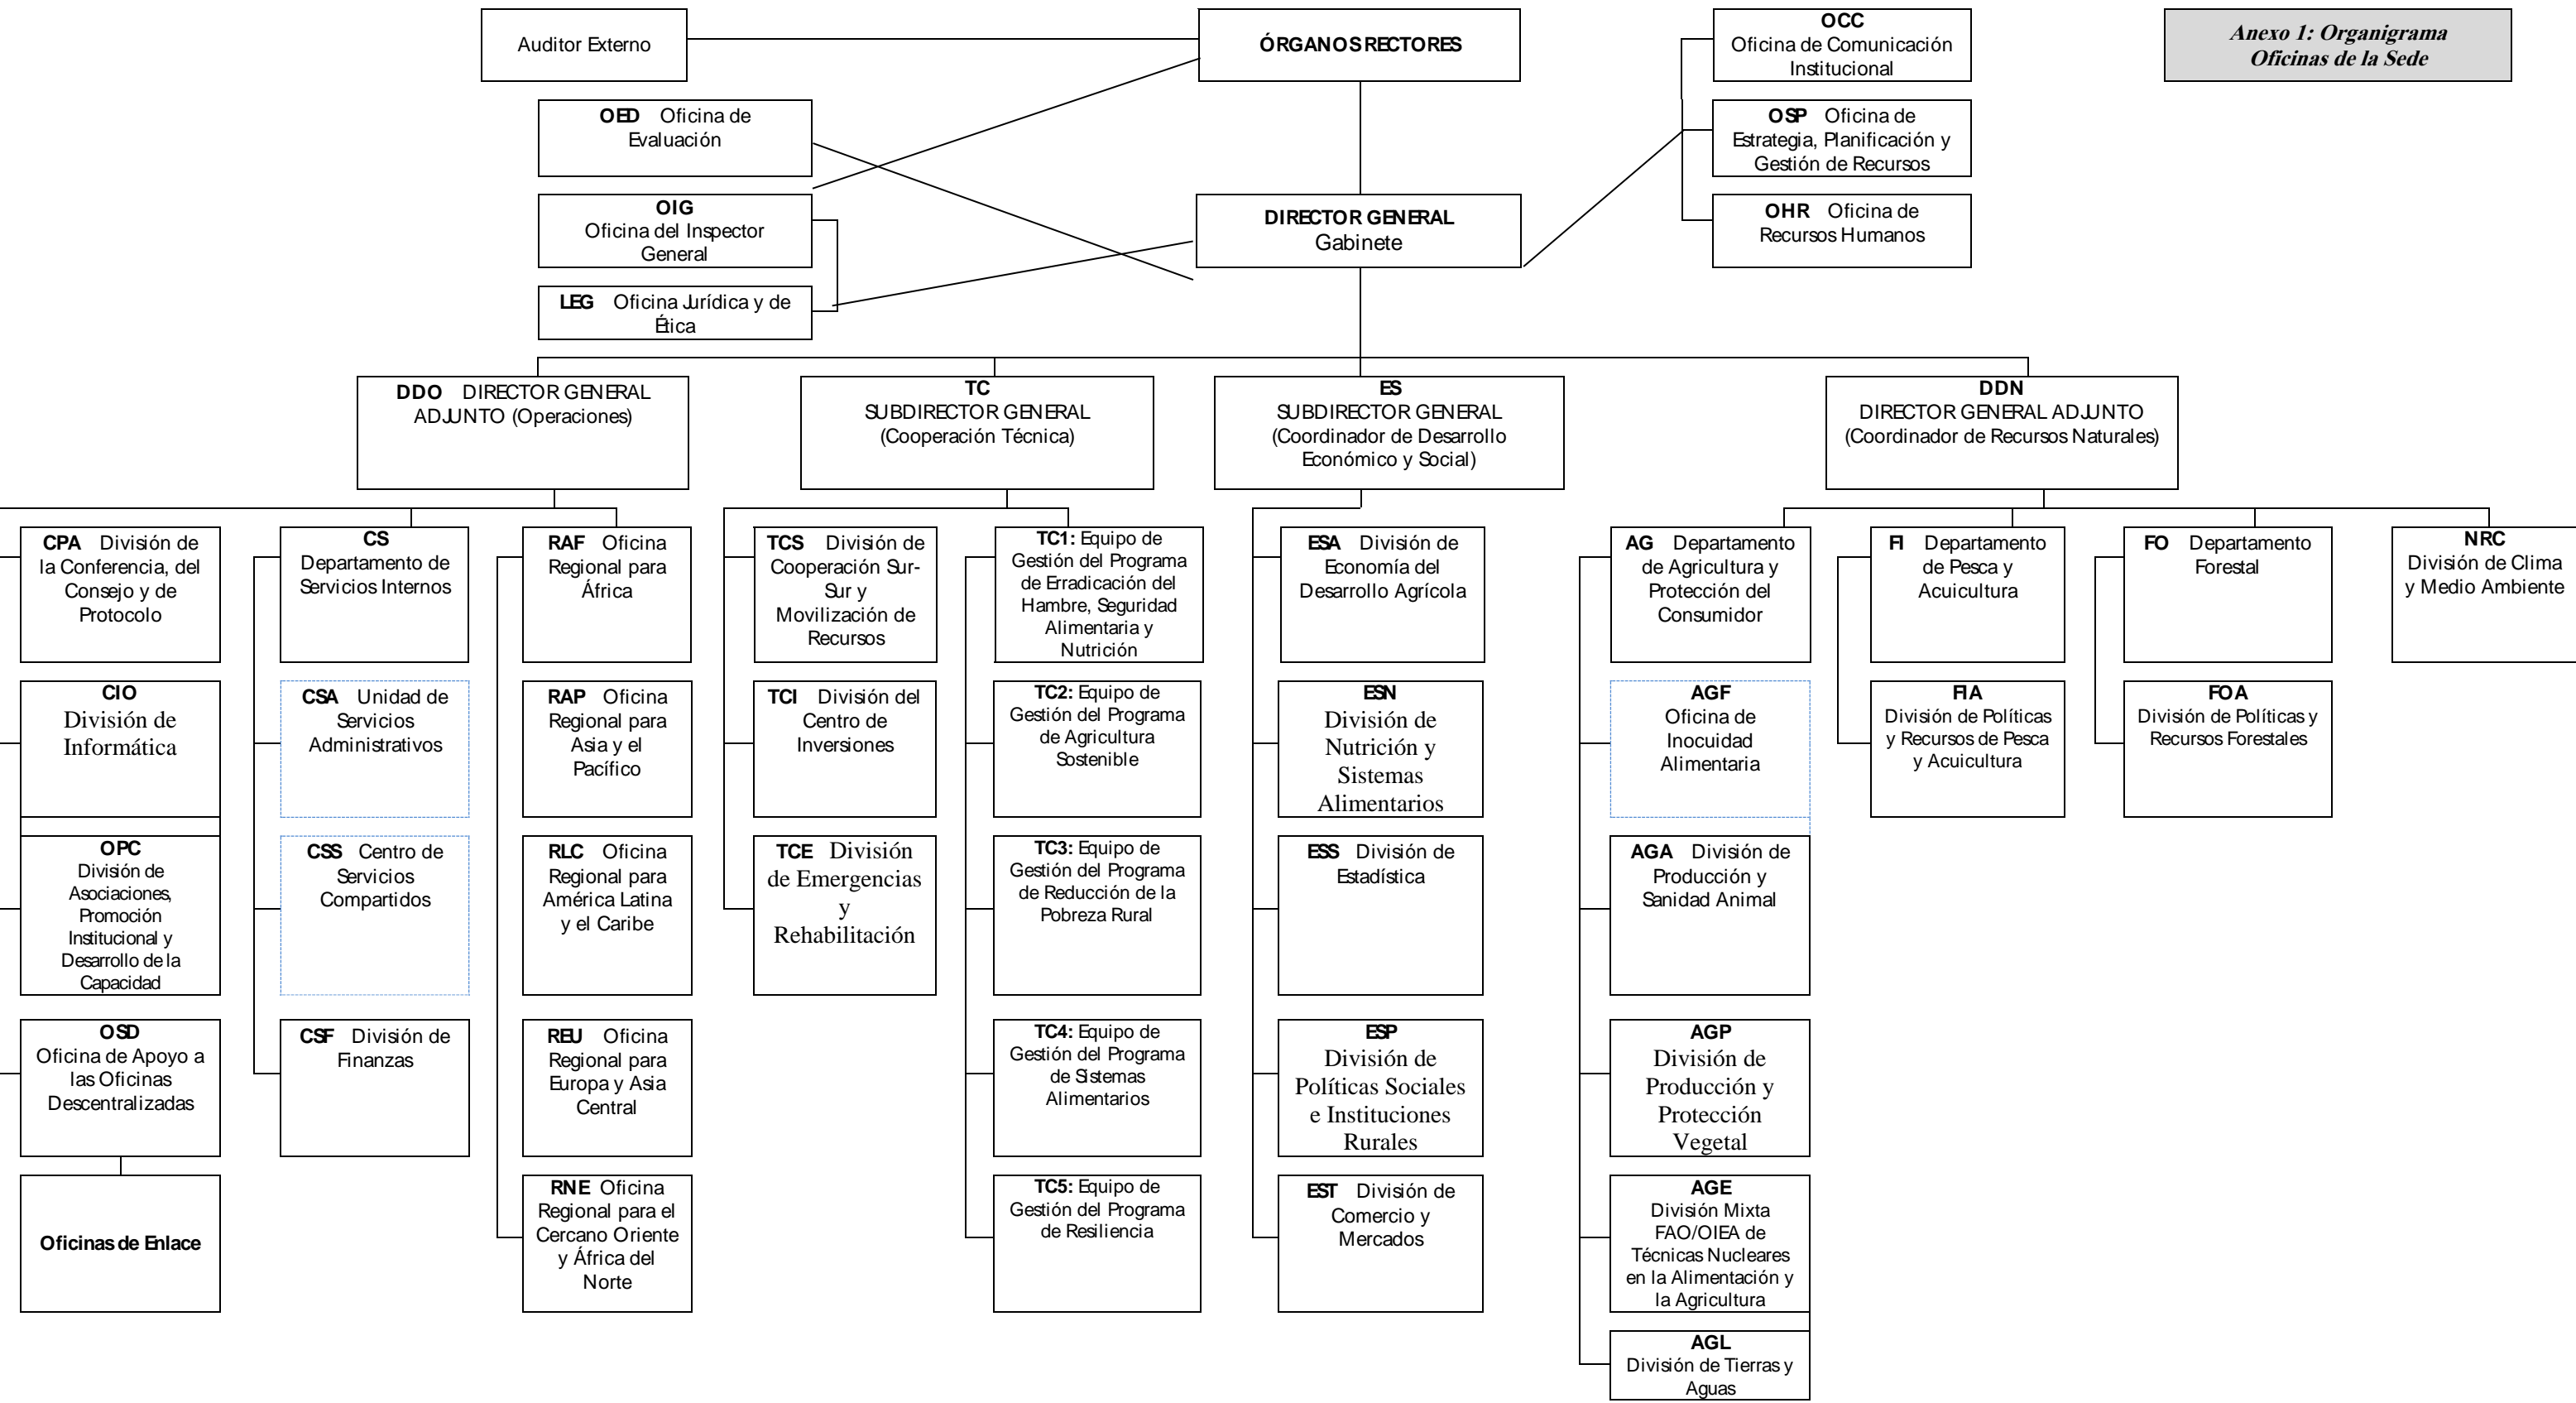 Auditor Externo
ÓRGANOS RECTORES
OCC
Oficina de Comunicación
Institucional
Anexo 1: Organigrama
Oficinas de la Sede
OED Oficina de
Evaluación
OSP Oficina de
Estrategia, Planificación y
Gestión de Recursos
OIG
Oficina del Inspector
General
DIRECTOR GENERAL
Gabinete
OHR Oficina de
Recursos Humanos
LEG Oficina Jurídica y de
Ética
DDO DIRECTOR GENERAL
ADJUNTO (Operaciones)
TC
SUBDIRECTOR GENERAL
(Cooperación Técnica)
ES
SUBDIRECTOR GENERAL
(Coordinador de Desarrollo
Económico y Social)
DDN
DIRECTOR GENERAL ADJUNTO
(Coordinador de Recursos Naturales)
CPA División de
la Conferencia, del
Consejo y de
Protocolo
CIO
División de
Informática
OPC
División de
Asociaciones,
Promoción
Institucional y
Desarrollo de la
Capacidad
OSD
Oficina de Apoyo a
las Oficinas
Descentralizadas
Oficinas de Enlace
CS
Departamento de
Servicios Internos
CSA Unidad de
Servicios
Administrativos
CSS Centro de
Servicios
Compartidos
CSF División de
Finanzas
RAF Oficina
Regional para
África
RAP Oficina
Regional para
Asia y el
Pacífico
RLC Oficina
Regional para
América Latina
y el Caribe
REU Oficina
Regional para
Europa y Asia
Central
RNE Oficina
Regional para el
Cercano Oriente
y África del
Norte
TCS División de
Cooperación Sur-
Sur y
Movilización de
Recursos
TCI División del
Centro de
Inversiones
TCE División
de Emergencias
y
Rehabilitación
TC1: Equipo de
Gestión del Programa
de Erradicación del
Hambre, Seguridad
Alimentaria y
Nutrición
TC2: Equipo de
Gestión del Programa
de Agricultura
Sostenible
TC3: Equipo de
Gestión del Programa
de Reducción de la
Pobreza Rural
TC4: Equipo de
Gestión del Programa
de Sistemas
Alimentarios
TC5: Equipo de
Gestión del Programa
de Resiliencia
ESA División de
Economía del
Desarrollo Agrícola
ESN
División de
Nutrición y
Sistemas
Alimentarios
ESS División de
Estadística
ESP
División de
Políticas Sociales
e Instituciones
Rurales
EST División de
Comercio y
Mercados
AG Departamento
de Agricultura y
Protección del
Consumidor
AGF
Oficina de
Inocuidad
Alimentaria
AGA División de
Producción y
Sanidad Animal
AGP
División de
Producción y
Protección
Vegetal
AGE
División Mixta
FAO/OIEA de
Técnicas Nucleares
en la Alimentación y
la Agricultura
AGL
División de Tierras y
Aguas
FI Departamento
de Pesca y
Acuicultura
FIA
División de Políticas
y Recursos de Pesca
y Acuicultura
FO Departamento
Forestal
FOA
División de Políticas y
Recursos Forestales
NRC
División de Clima
y Medio Ambiente